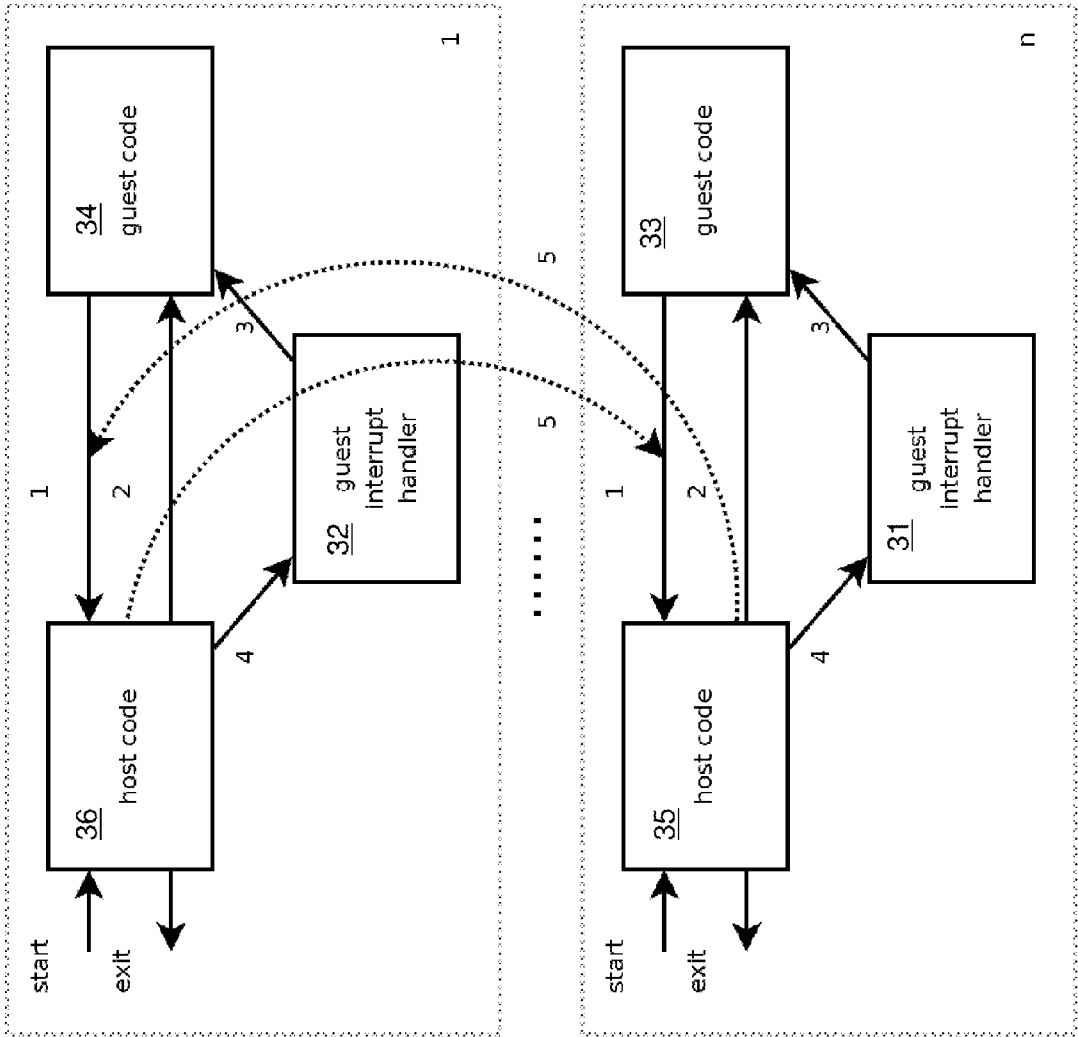 start
exit
36
host code
1
2
4
32
guest
interrupt
handler
3
34
guest code
1
5
5
start
exit
35
host code
1
2
4
31
guest
interrupt
handler
3
33
guest code
n